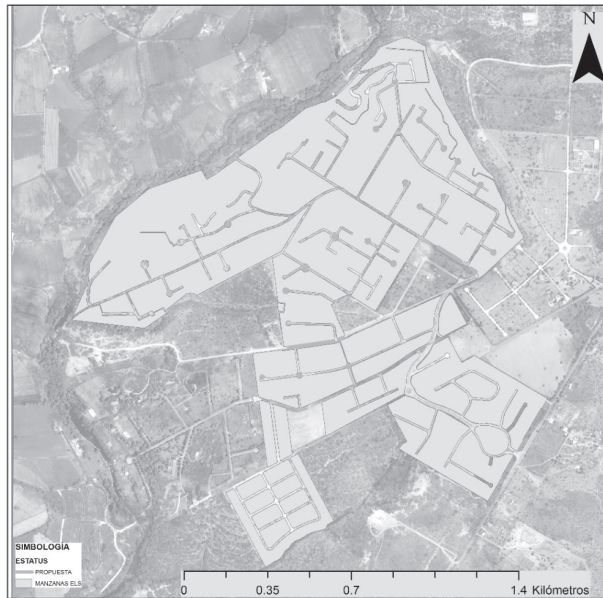 N
SIMBOLOGÍA
ESTATUS
PROPUESTA
MANZANAS ELS
0 0.35 0.7 1.4 Kilómetros